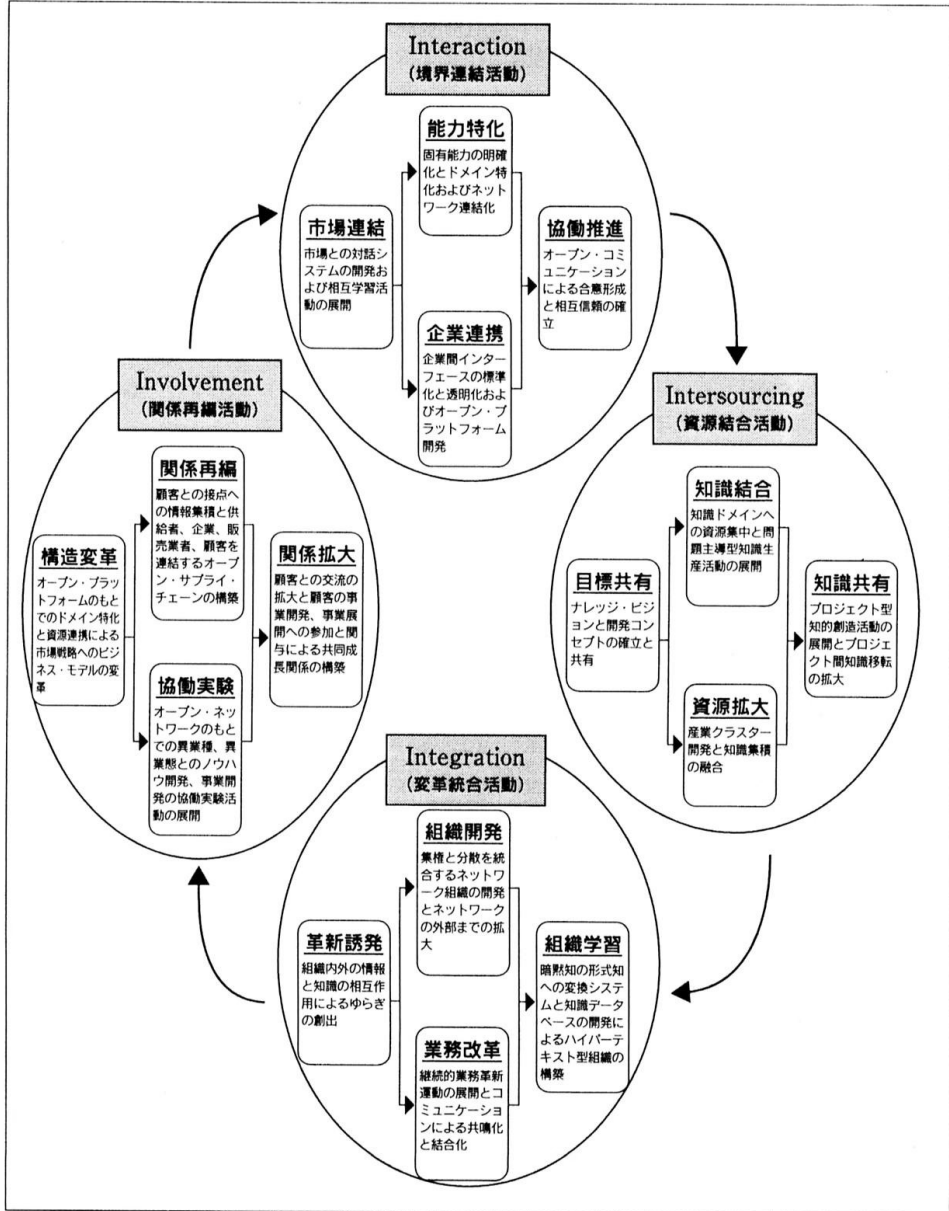 Interaction
(境界連結活動)
能力特化
固有能力の明確
化とドメイン特
化およびネット
ワーク連結化
市場連結
市場との対話シ
ステムの開発お
よび相互学習活
動の展開
協働推進
オープン・コミ
ュニケーション
による合意形成
と相互信頼の確
立
企業連携
企業間インター
フェースの標準
化と透明化およ
びオープン・プ
ラットフォーム
開発
Involvement
(関係再編活動)
関係再編
顧客との接点へ
の情報集積と供
給者、企業、販
売業者、顧客を
連結するオープ
ン・サプライ・
チェーンの構築
構造変革
オープン・プラッ
トフォームのもと
でのドメイン特化
と資源連携による
市場戦略へのビジ
ネス・モデルの変
革
関係拡大
顧客との交流の
拡大と顧客の事
業開発、事業展
開への参加と関
与による共同成
長関係の構築
協働実験
オープン・ネッ
トワークのもと
での異業種、異
業態とのノウハ
ウ開発、事業開
発の協働実験活
動の展開
Intersourcing
(資源結合活動)
知識結合
知識ドメインへ
の資源集中と問
題主導型知識生
産活動の展開
目標共有
ナレッジ・ビジ
ョンと開発コン
セプトの確立と
共有
知識共有
プロジェクト型
知的創造活動の
展開とプロジェ
クト間知識移転
の拡大
資源拡大
産業クラスター
開発と知識集積
の融合
Integration
(変革統合活動)
組織開発
集権と分散を統
合するネットワ
ーク組織の開発
とネットワーク
の外部までの拡
大
革新誘発
組織内外の情報
と知識の相互作
用によるゆらぎ
の創出
組織学習
暗黙知の形式知
への変換システ
ムと知識データ
ベースの開発に
よるハイパーテ
キスト型組織の
構築
業務改革
継続的業務革新
運動の展開とコ
ミュニケーショ
ンによる共鳴化
と結合化